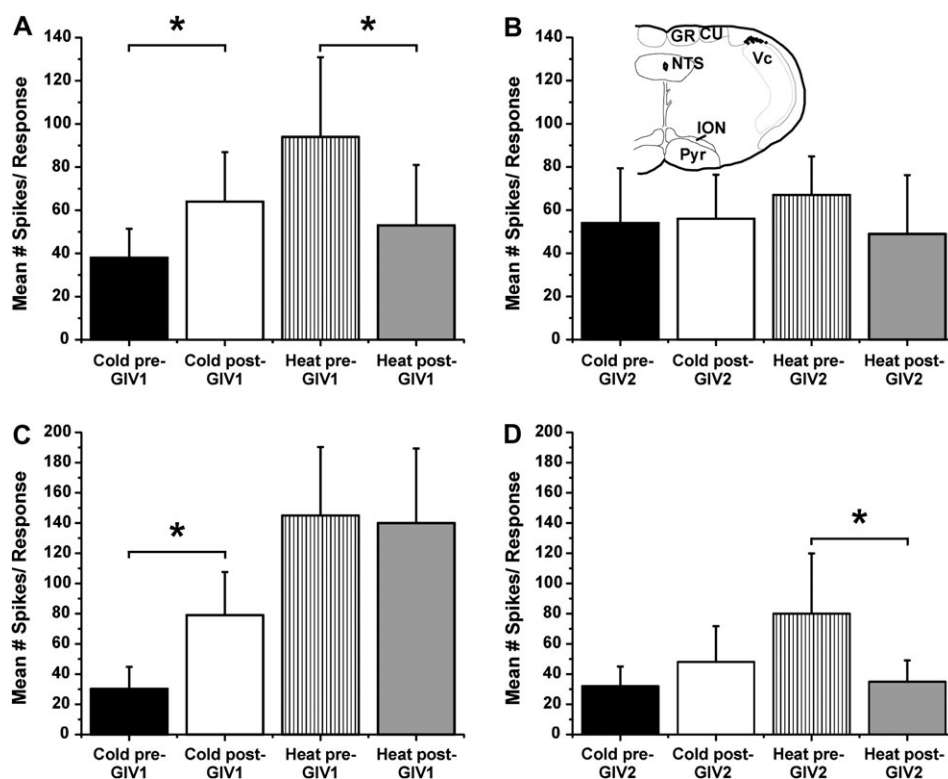 A
Mean # Spikes/ Response
140
120
100
80
60
40
20
0
*
*
Cold pre-
GIV1
Cold post-
GIV1
Heat pre-
GIV1
Heat post-
GIV1
B
Mean # Spikes/ Response
140
120
100
80
60
40
20
0
GR CU
Vc
NTS
ION
Pyr
Cold pre-
GIV2
Cold post-
GIV2
Heat pre-
GIV2
Heat post-
GIV2
C
Mean # Spikes/ Response
200
180
160
140
120
100
80
60
40
20
0
*
Cold pre-
GIV1
Cold post-
GIV1
Heat pre-
GIV1
Heat post-
GIV1
D
Mean # Spikes/ Response
200
180
160
140
120
100
80
60
40
20
0
*
Cold pre-
GIV2
Cold post-
GIV2
Heat pre-
GIV2
Heat post-
GIV2